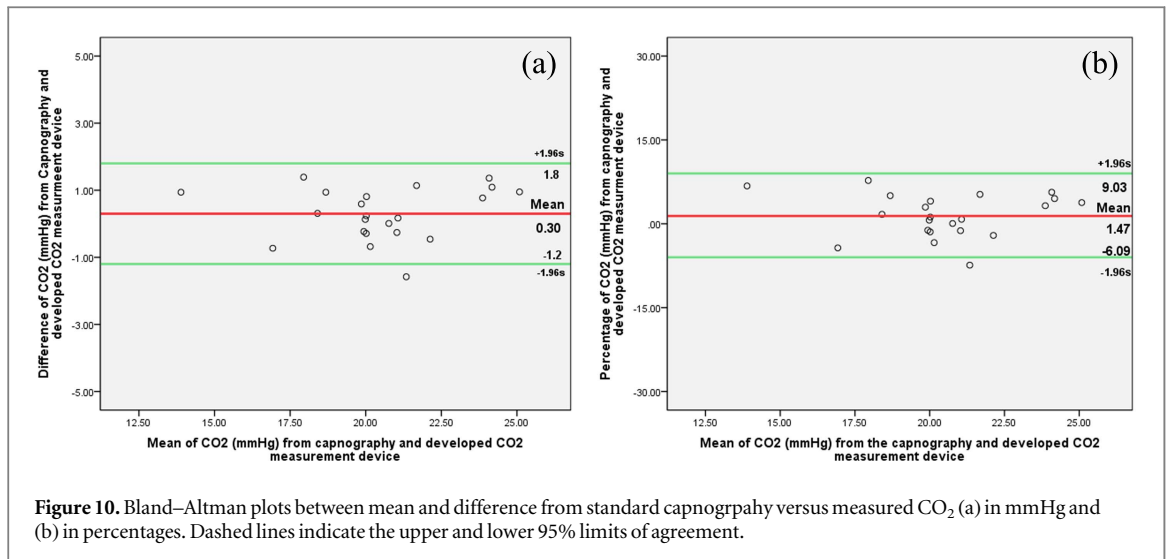 (a)
Difference of CO2 (mmHg) from Capnography and
developed CO2 measurmeent device
5.00
3.00
1.00
-1.00
-3.00
-5.00
+1.96s
1.8
Mean
0.30
-1.2
-1.96s
12.50 15.00 17.50 20.00 22.50 25.00
Mean of CO2 (mmHg) from capnography and developed CO2
measurement device
(b)
Percentage of CO2 (mmHg) from capnography and
developed CO2 measurement device
30.00
15.00
.00
-15.00
-30.00
+1.96s
9.03
Mean
1.47
-6.09
-1.96s
12.50 15.00 17.50 20.00 22.50 25.00
Mean of CO2 (mmHg) from the capnography and developed CO2
measurement device
Figure 10. Bland–Altman plots between mean and difference from standard capnogrpahy versus measured CO2 (a) in mmHg and
(b) in percentages. Dashed lines indicate the upper and lower 95% limits of agreement.